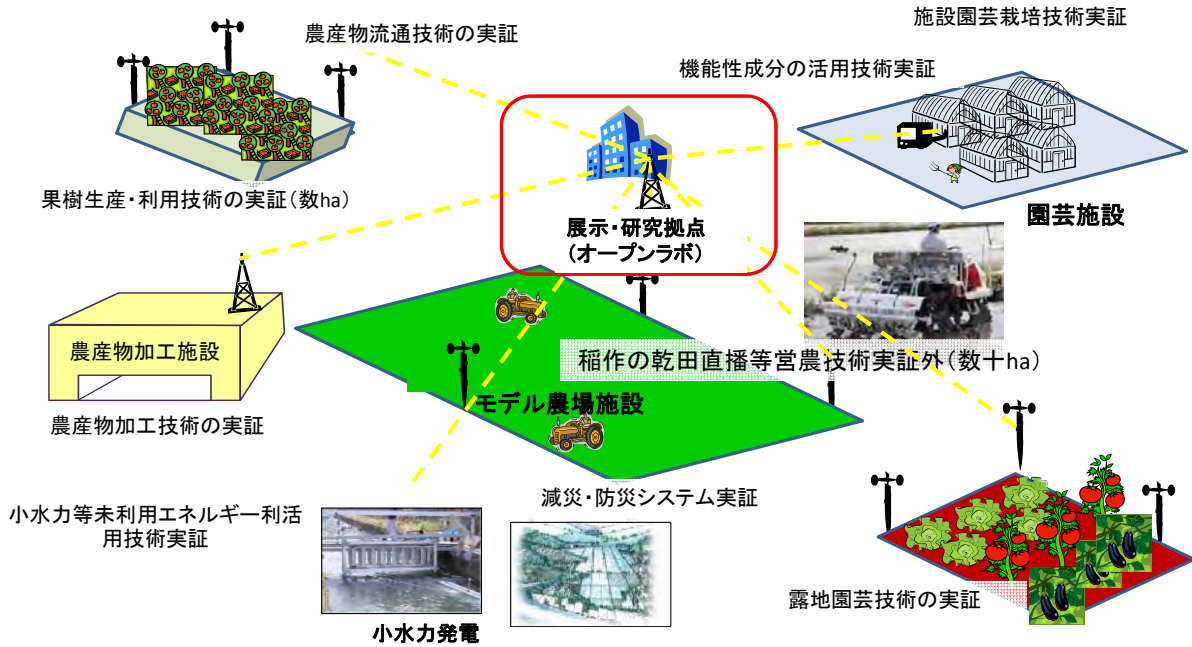 施設園芸栽培技術実証
農産物流通技術の実証
機能性成分の活用技術実証
果樹生産・利用技術の実証(数ha)
展示・研究拠点
(オープンラボ)
園芸施設
農産物加工施設
稲作の乾田直播等営農技術実証外(数十ha)
モデル農場施設
農産物加工技術の実証
減災・防災システム実証
小水力等未利用エネルギー利活
用技術実証
露地園芸技術の実証
小水力発電